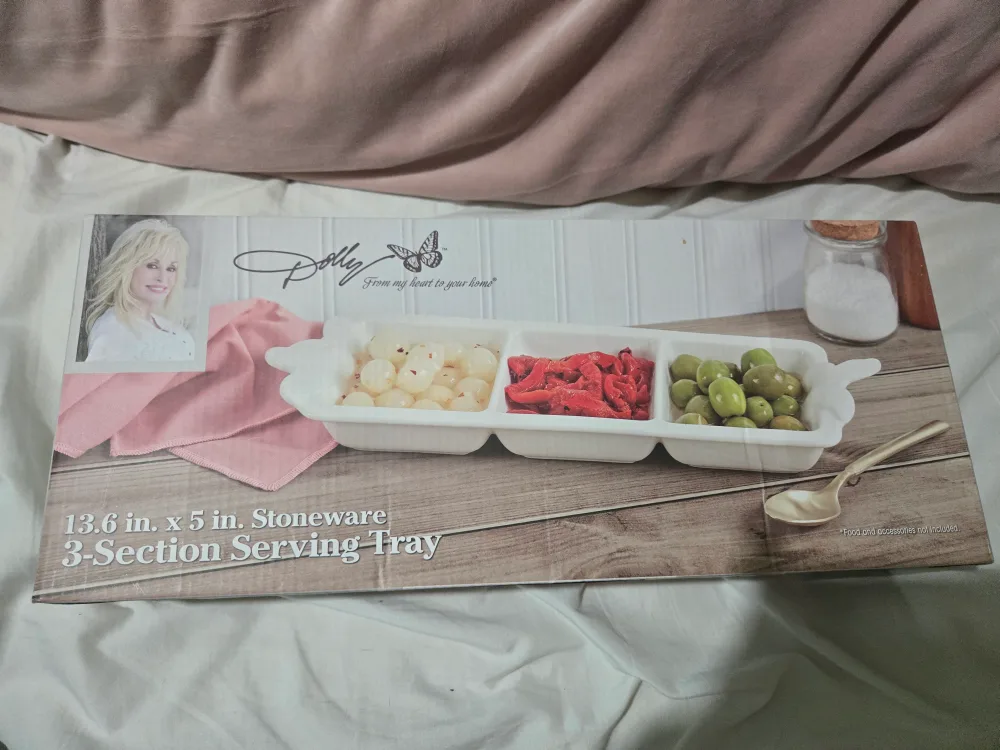 Dolly™
From my heart to your home®
13.6 in. x 5 in. Stoneware
3-Section Serving Tray
*Food and accessories not included.